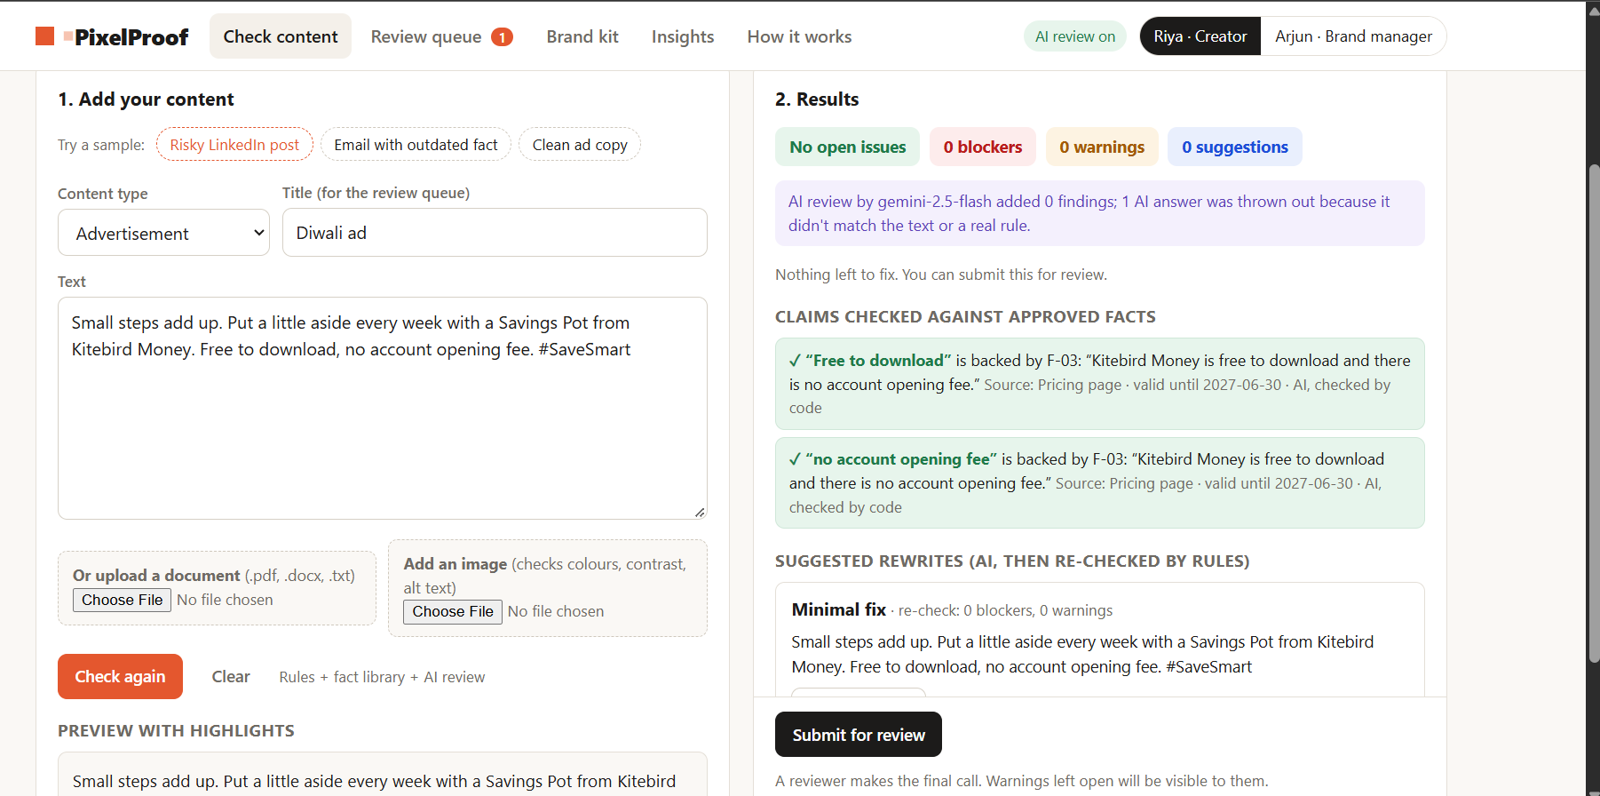 PixelProof
Check content
Review queue 1
Brand kit
Insights
How it works
AI review on
Riya · Creator
Arjun · Brand manager
1. Add your content
Try a sample:
Risky LinkedIn post
Email with outdated fact
Clean ad copy
Content type
Title (for the review queue)
Advertisement
Diwali ad
Text
Small steps add up. Put a little aside every week with a Savings Pot from
Kitebird Money. Free to download, no account opening fee. #SaveSmart
Or upload a document (.pdf, .docx, .txt)
Choose File No file chosen
Add an image (checks colours, contrast,
alt text)
Choose File No file chosen
Check again
Clear
Rules + fact library + AI review
PREVIEW WITH HIGHLIGHTS
Small steps add up. Put a little aside every week with a Savings Pot from Kitebird
2. Results
No open issues
0 blockers
0 warnings
0 suggestions
AI review by gemini-2.5-flash added 0 findings; 1 AI answer was thrown out because it
didn't match the text or a real rule.
Nothing left to fix. You can submit this for review.
CLAIMS CHECKED AGAINST APPROVED FACTS
✓ “Free to download” is backed by F-03: “Kitebird Money is free to download and there
is no account opening fee.” Source: Pricing page · valid until 2027-06-30 · AI, checked by
code
✓ “no account opening fee” is backed by F-03: “Kitebird Money is free to download
and there is no account opening fee.” Source: Pricing page · valid until 2027-06-30 · AI,
checked by code
SUGGESTED REWRITES (AI, THEN RE-CHECKED BY RULES)
Minimal fix · re-check: 0 blockers, 0 warnings
Small steps add up. Put a little aside every week with a Savings Pot from Kitebird
Money. Free to download, no account opening fee. #SaveSmart
Submit for review
A reviewer makes the final call. Warnings left open will be visible to them.